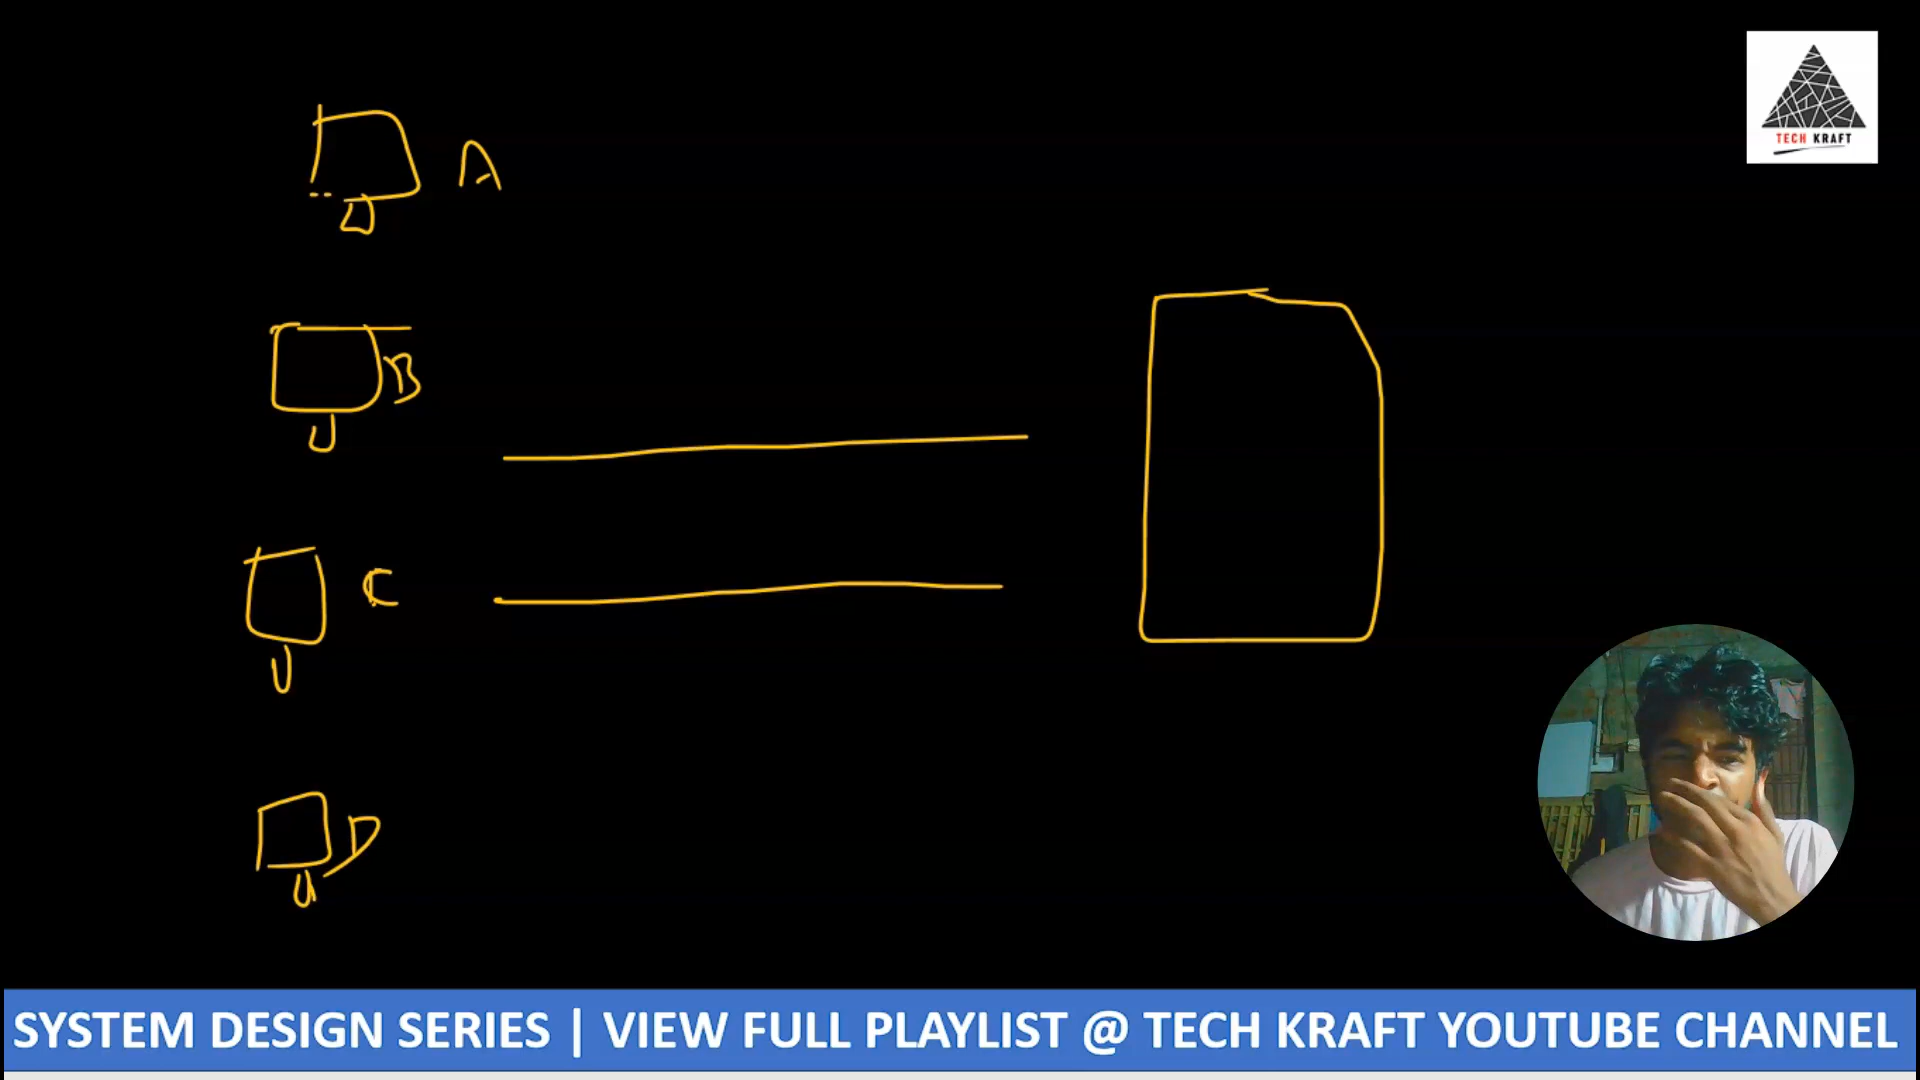 TECH KRAFT
A
B
C
D
SYSTEM DESIGN SERIES | VIEW FULL PLAYLIST @ TECH KRAFT YOUTUBE CHANNEL